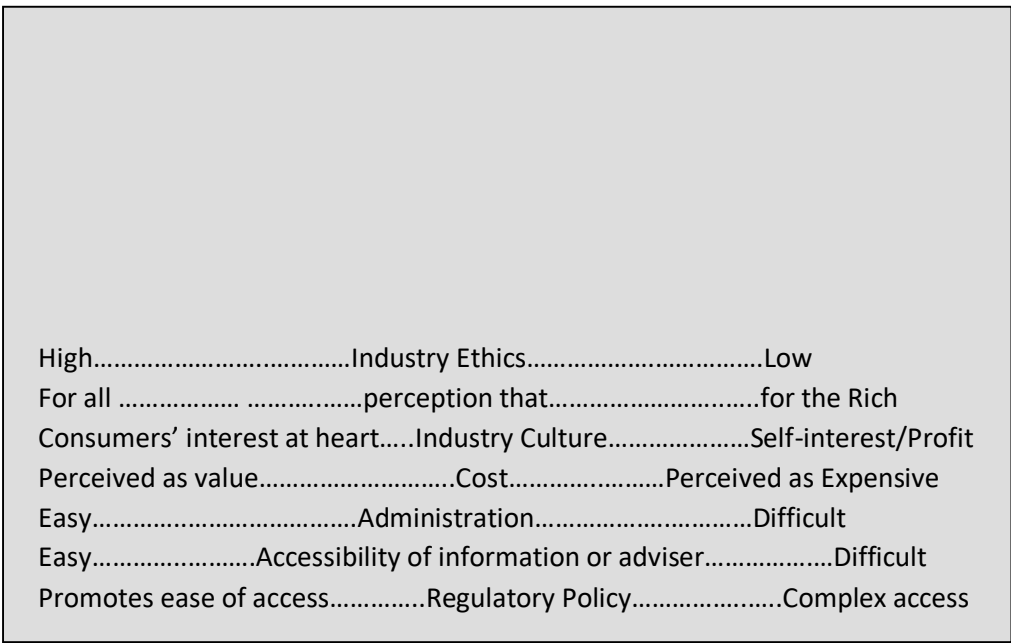 High……………….…….…….……Industry Ethics…………………….…….….Low
For all ……………… ………..……perception that……………………..…..for the Rich
Consumers’ interest at heart…..Industry Culture…………………Self-interest/Profit
Perceived as value………………………..Cost…………..………Perceived as Expensive
Easy…………..…………………….Administration………………….…………Difficult
Easy…………..……….Accessibility of information or adviser………….….…Difficult
Promotes ease of access…………..Regulatory Policy……………..…...Complex access